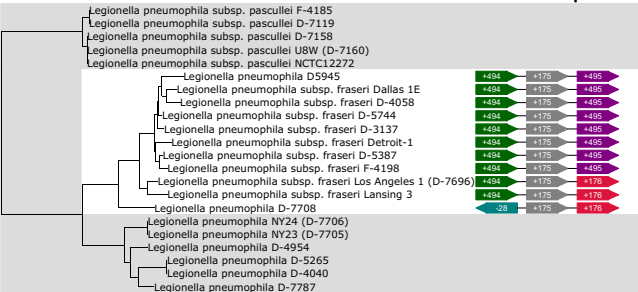 Legionella pneumophila subsp. pascullei F-4185
Legionella pneumophila subsp. pascullei D-7119
Legionella pneumophila subsp. pascullei D-7158
Legionella pneumophila subsp. pascullei U8W (D-7160)
Legionella pneumophila subsp. pascullei NCTC12272
Legionella pneumophila D5945 +494 +175 +495
Legionella pneumophila subsp. fraseri Dallas 1E +494 +175 +495
Legionella pneumophila subsp. fraseri D-4058 +494 +175 +495
Legionella pneumophila subsp. fraseri D-5744 +494 +175 +495
Legionella pneumophila subsp. fraseri D-3137 +494 +175 +495
Legionella pneumophila subsp. fraseri Detroit-1 +494 +175 +495
Legionella pneumophila subsp. fraseri D-5387 +494 +175 +495
Legionella pneumophila subsp. fraseri F-4198 +494 +175 +495
Legionella pneumophila subsp. fraseri Los Angeles 1 (D-7696) +494 +175 +176
Legionella pneumophila subsp. fraseri Lansing 3 +494 +175 +176
Legionella pneumophila D-7708 -28 +175 +176
Legionella pneumophila NY24 (D-7706)
Legionella pneumophila NY23 (D-7705)
Legionella pneumophila D-4954
Legionella pneumophila D-5265
Legionella pneumophila D-4040
Legionella pneumophila D-7787